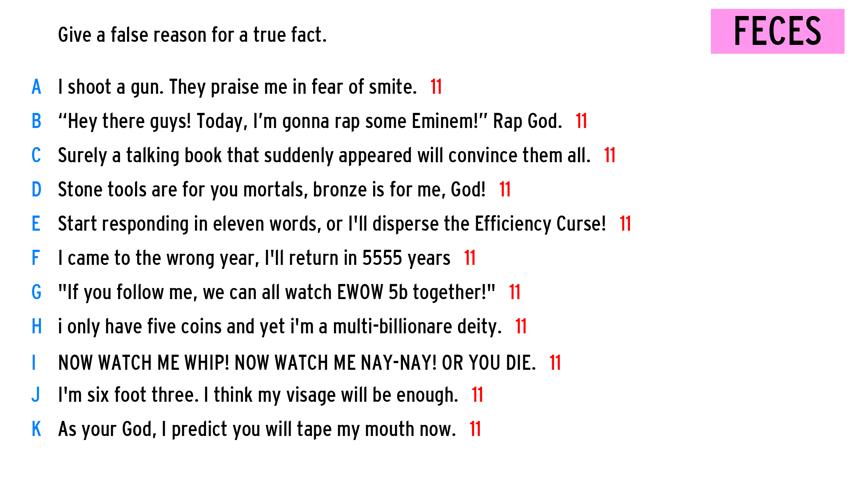 Give a false reason for a true fact.
FECES
A I shoot a gun. They praise me in fear of smite. 11
B “Hey there guys! Today, I’m gonna rap some Eminem!” Rap God. 11
C Surely a talking book that suddenly appeared will convince them all. 11
D Stone tools are for you mortals, bronze is for me, God! 11
E Start responding in eleven words, or I'll disperse the Efficiency Curse! 11
F I came to the wrong year, I'll return in 5555 years 11
G "If you follow me, we can all watch EWOW 5b together!" 11
H i only have five coins and yet i'm a multi-billionare deity. 11
I NOW WATCH ME WHIP! NOW WATCH ME NAY-NAY! OR YOU DIE. 11
J I'm six foot three. I think my visage will be enough. 11
K As your God, I predict you will tape my mouth now. 11